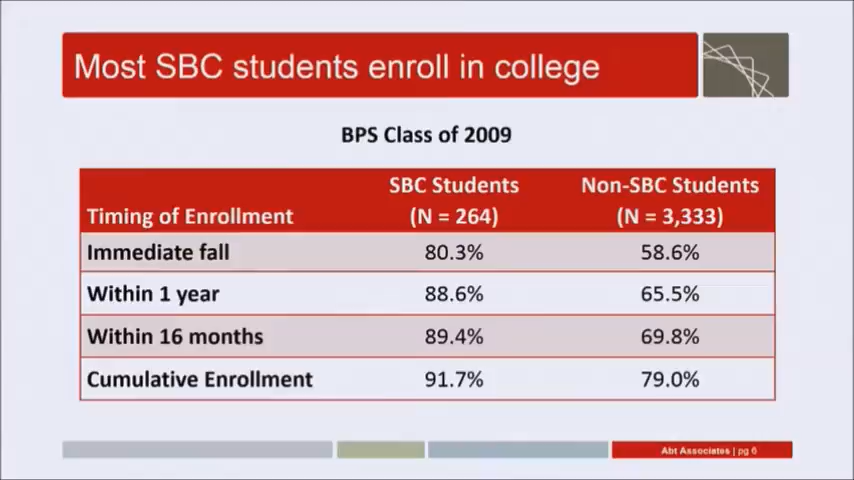 Most SBC students enroll in college
BPS Class of 2009
SBC Students Non-SBC Students
Timing of Enrollment (N = 264) (N = 3,333)
Immediate fall 80.3% 58.6%
Within 1 year 88.6% 65.5%
Within 16 months 89.4% 69.8%
Cumulative Enrollment 91.7% 79.0%
Abt Associates | pg 6